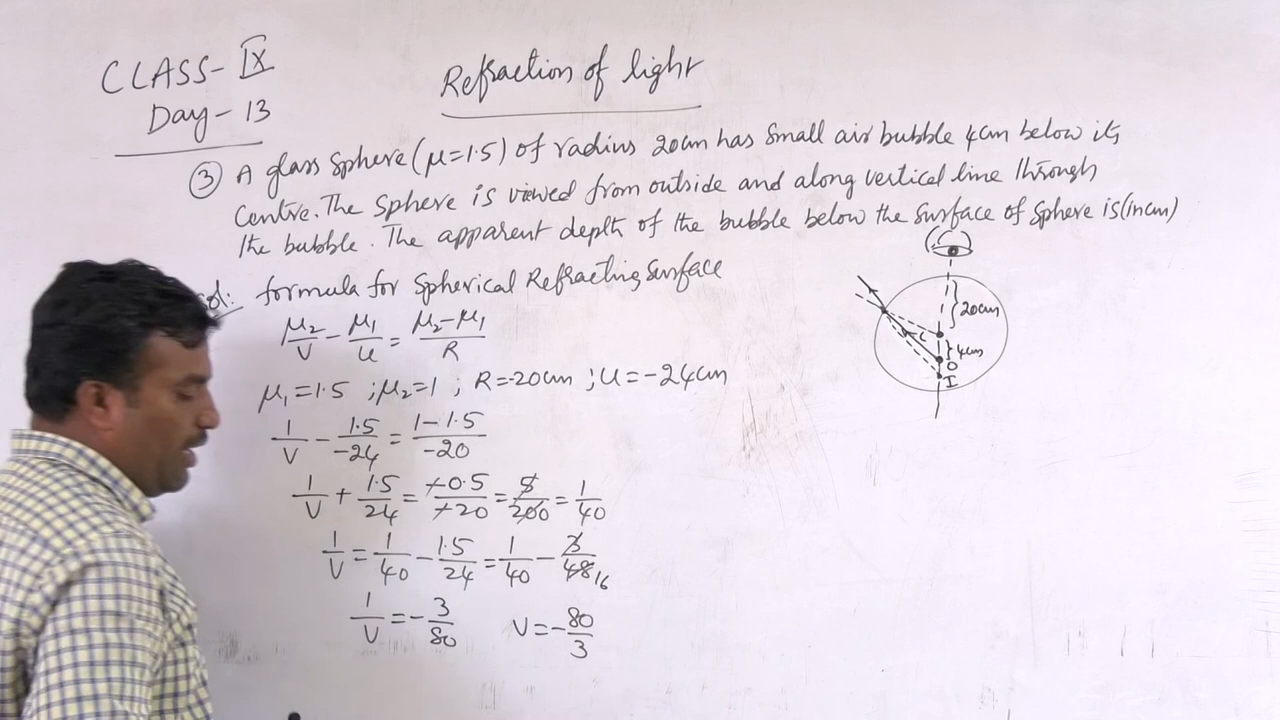 CLASS-IX
Day-13
Refraction of light
③ A glass sphere (μ=1.5) of radius 20cm has small air bubble 4cm below its
centre. The sphere is viewed from outside and along vertical line through
the bubble. The apparent depth of the bubble below the surface of sphere is (in cm)
sol: formula for Spherical Refracting Surface
μ₂/V - μ₁/u = μ₂-μ₁/R
μ₁=1.5 ; μ₂=1 ; R=-20cm ; u=-24cm
1/V - 1.5/-24 = 1-1.5/-20
1/V + 1.5/24 = -0.5/-20 = 5/200 = 1/40
1/V = 1/40 - 1.5/24 = 1/40 - 3/48 16
1/V = -3/80 V = -80/3
20cm
C
4cm
O
I